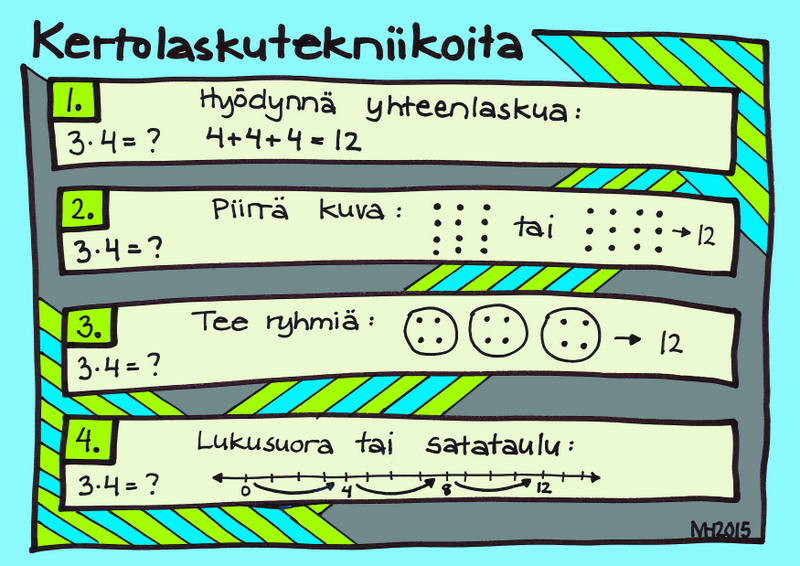 Kertolaskutekniikoita
1. Hyödynnä yhteenlaskua:
3·4=? 4+4+4=12
2. Piirrä kuva: tai →12
3·4=?
3. Tee ryhmiä: → 12
3·4=?
4. Lukusuora tai satataulu:
3·4=? 0 4 8 12
MH2015